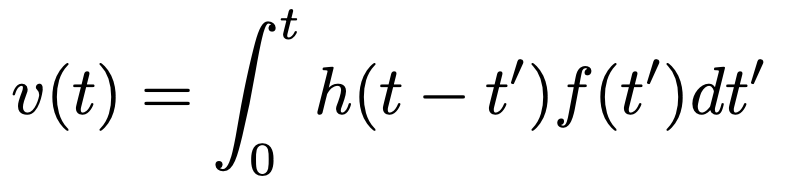 v(t) = ∫₀ᵗ h(t − t′)f(t′)dt′